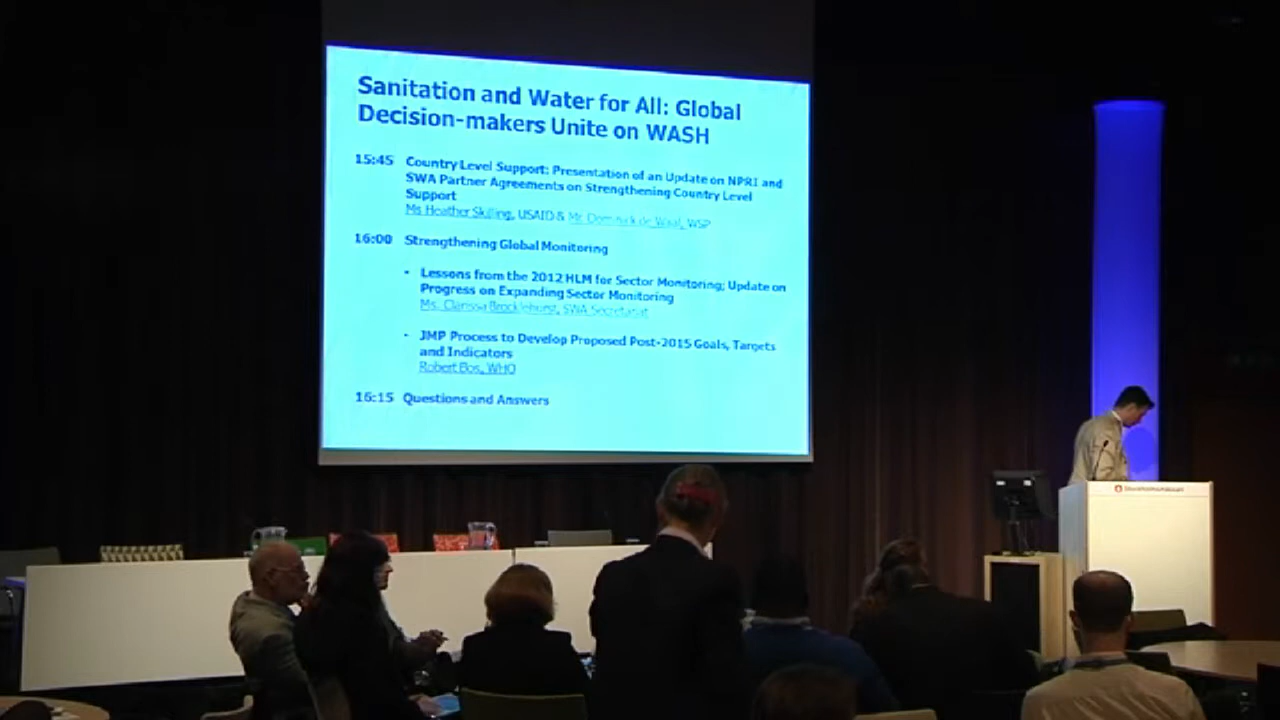 Sanitation and Water for All: Global
Decision-makers Unite on WASH
15:45 Country Level Support: Presentation of an Update on NPRI and
SWA Partner Agreements on Strengthening Country Level
Support
Ms Heather Skilling, USAID & Mr. Dominick de Waal, WSP
16:00 Strengthening Global Monitoring
- Lessons from the 2012 HLM for Sector Monitoring; Update on
Progress on Expanding Sector Monitoring
Ms. Clarissa Brocklehurst, SWA Secretariat
- JMP Process to Develop Proposed Post-2015 Goals, Targets
and Indicators
Robert Bos, WHO
16:15 Questions and Answers